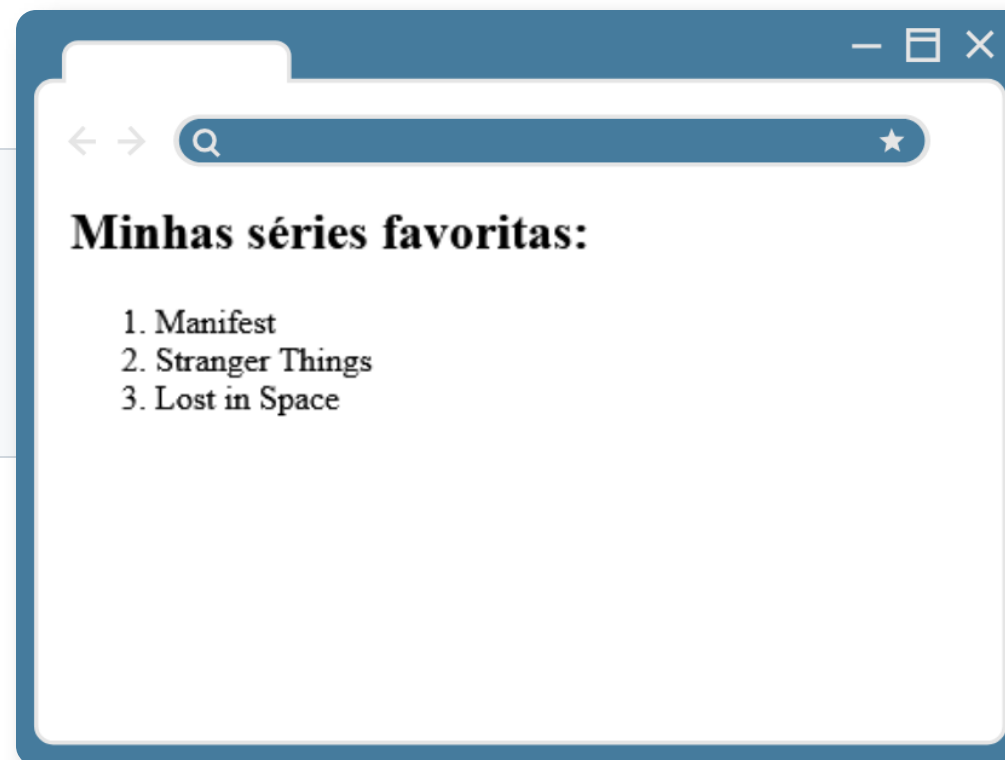 Minhas séries favoritas:
1. Manifest
2. Stranger Things
3. Lost in Space